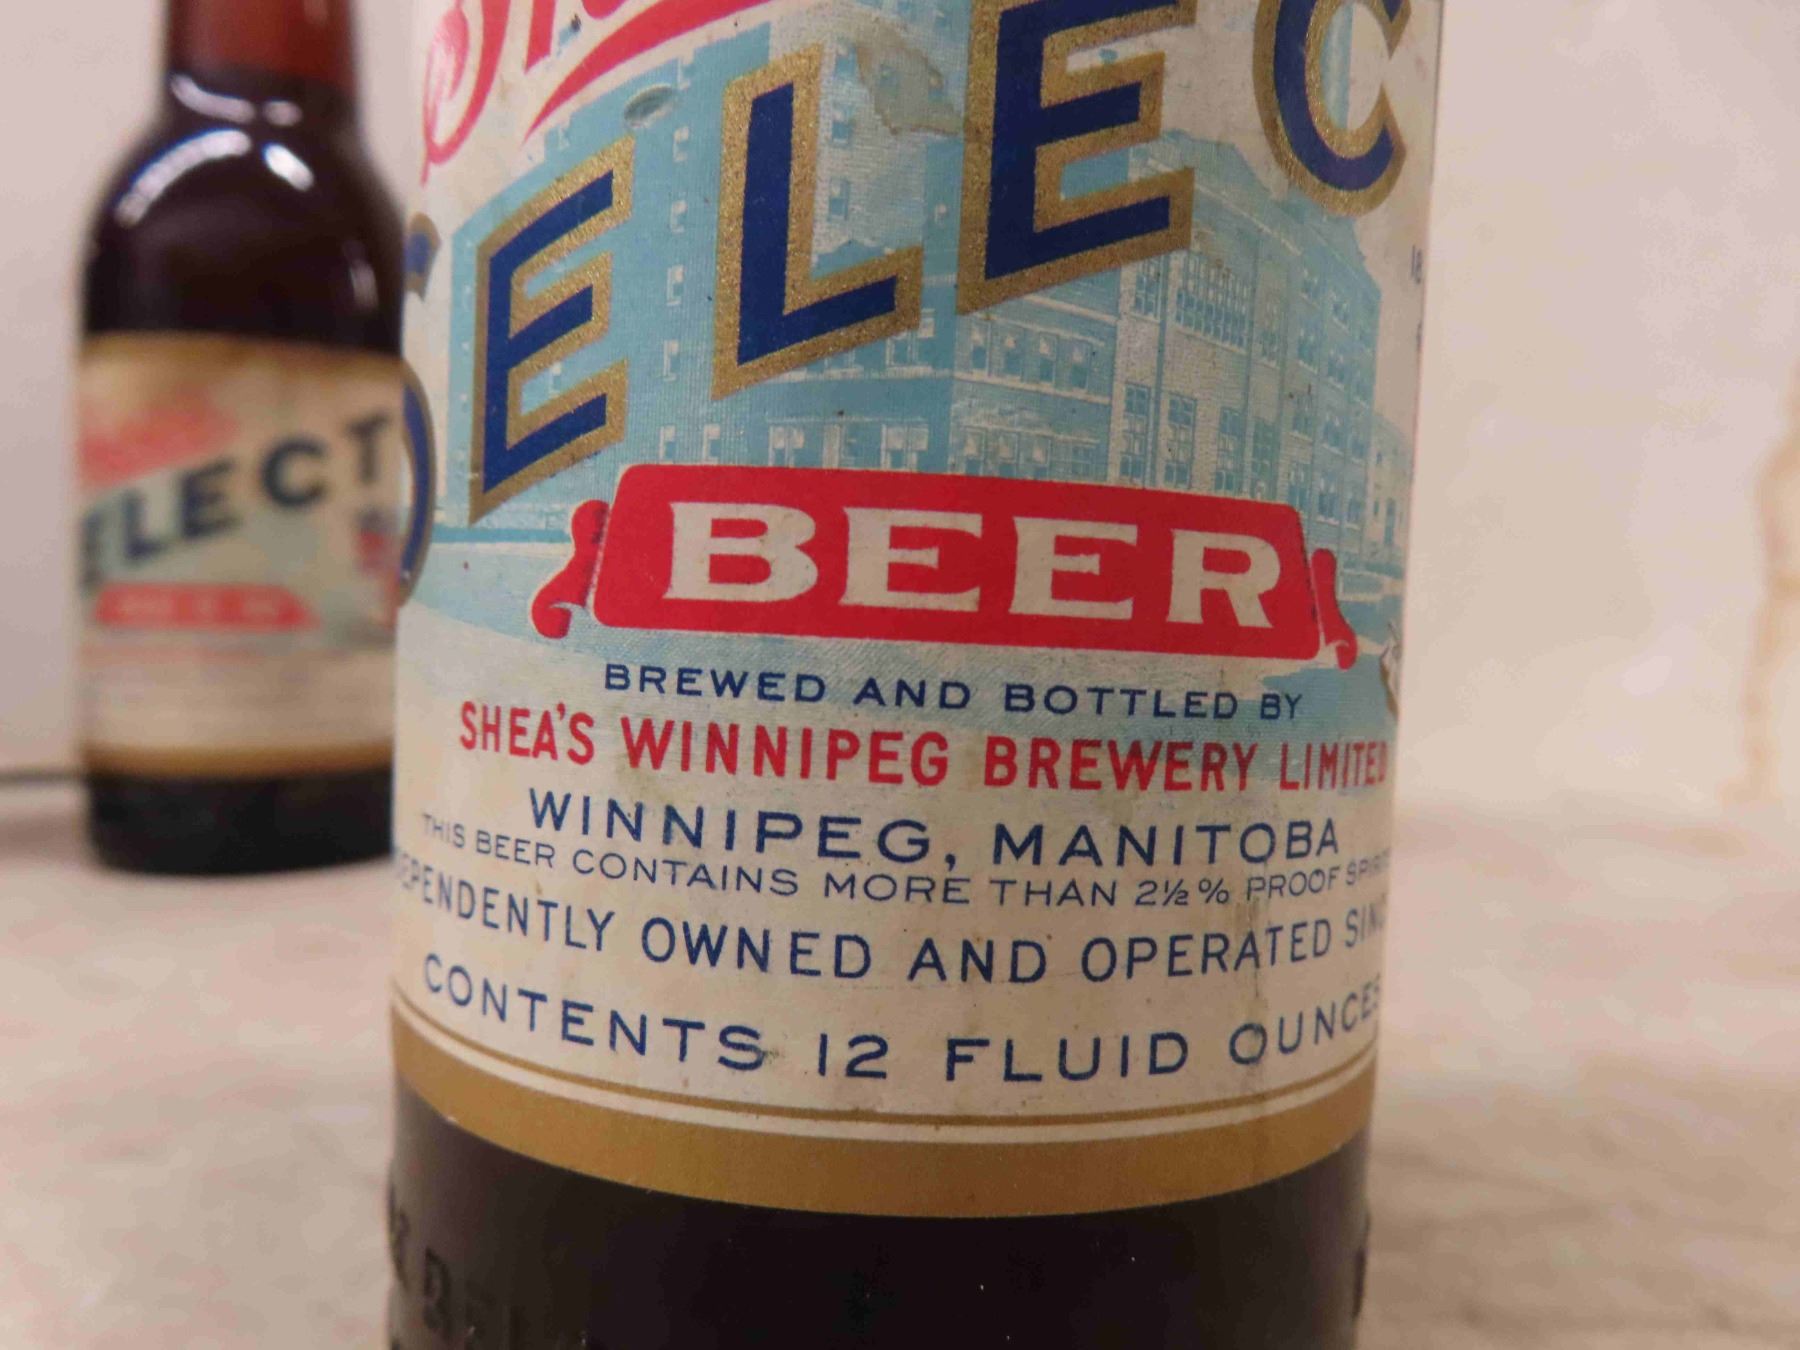 ELEC
BEER
BREWED AND BOTTLED BY
SHEA'S WINNIPEG BREWERY LIMITED
WINNIPEG, MANITOBA
THIS BEER CONTAINS MORE THAN 2½% PROOF
OWNED AND OPERATED
CONTENTS 12 FLUID OUNCES
ELECT